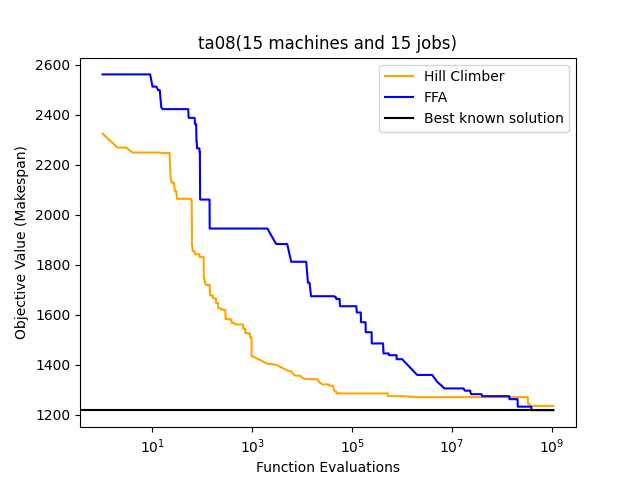 ta08(15 machines and 15 jobs)
Hill Climber
FFA
Best known solution
Objective Value (Makespan)
2600
2400
2200
2000
1800
1600
1400
1200
10¹ 10³ 10⁵ 10⁷ 10⁹
Function Evaluations